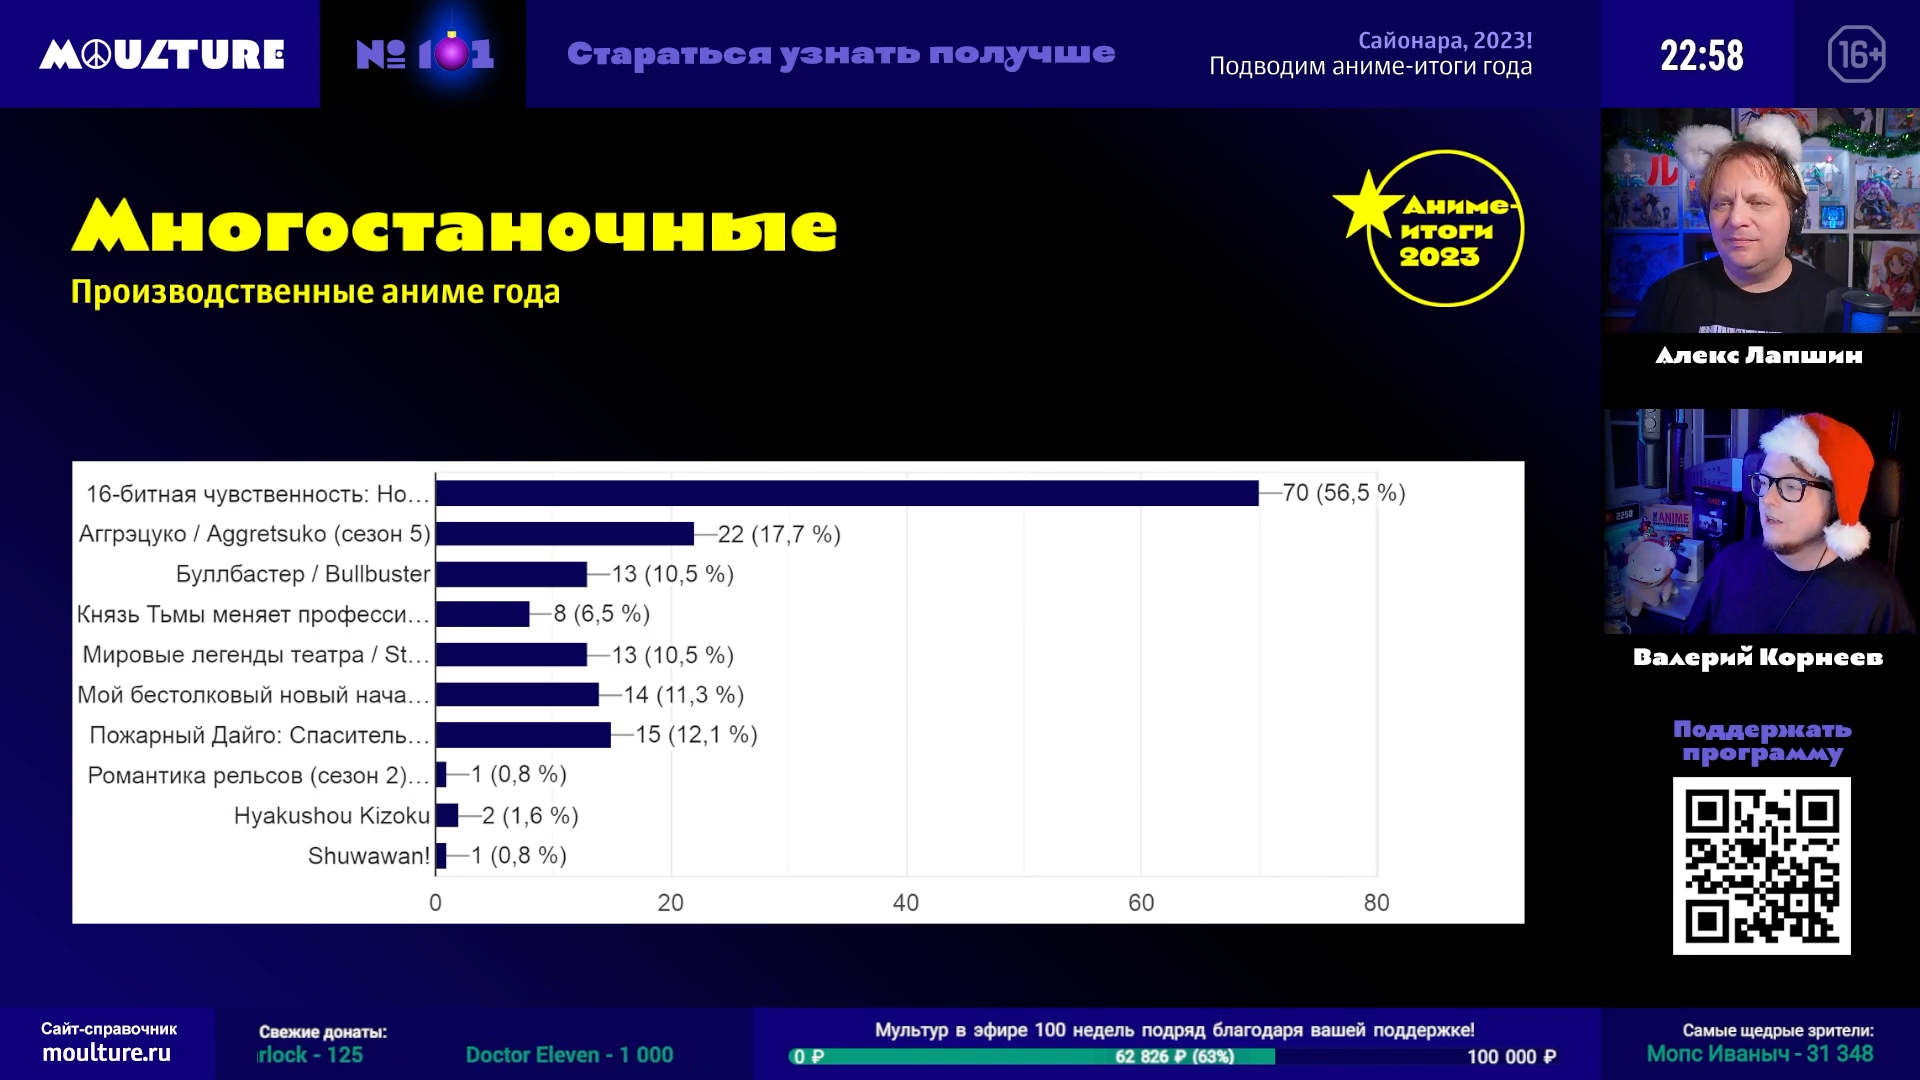 MOULTURE
№ 101
Стараться узнать получше
Сайонара, 2023!
Подводим аниме-итоги года
22:58
16+
Многостаночные
Производственные аниме года
Аниме-
итоги
2023
16-битная чувственность: Но… 70 (56,5 %)
Аггрэцуко / Aggretsuko (сезон 5) 22 (17,7 %)
Буллбастер / Bullbuster 13 (10,5 %)
Князь Тьмы меняет професси… 8 (6,5 %)
Мировые легенды театра / St… 13 (10,5 %)
Мой бестолковый новый нача… 14 (11,3 %)
Пожарный Дайго: Спаситель… 15 (12,1 %)
Романтика рельсов (сезон 2)… 1 (0,8 %)
Hyakushou Kizoku 2 (1,6 %)
Shuwawan! 1 (0,8 %)
0 20 40 60 80
Алекс Лапшин
Валерий Корнеев
Поддержать
программу
Сайт-справочник
moulture.ru
Свежие донаты:
rlock - 125 Doctor Eleven - 1 000
Мультур в эфире 100 недель подряд благодаря вашей поддержке!
0 ₽ 62 826 ₽ (63%) 100 000 ₽
Самые щедрые зрители:
Мопс Иваныч - 31 348